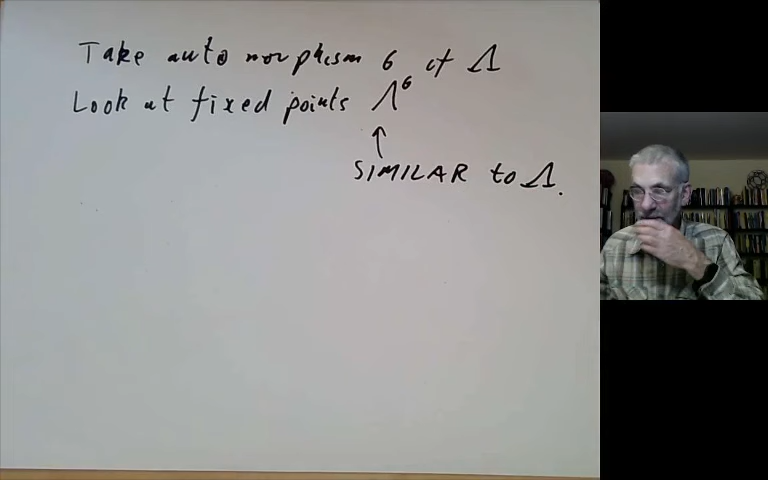 Take automorphism σ of Λ
Look at fixed points Λ^σ
↑
SIMILAR to Λ.